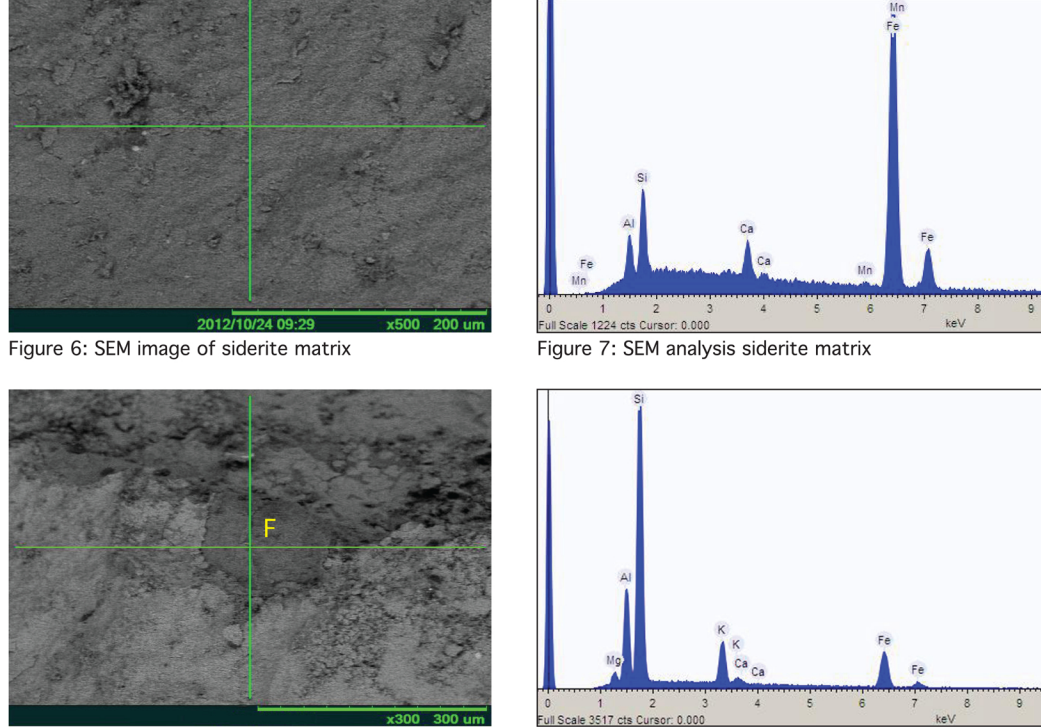 2012/10/24 09:29 x500 200 um
Figure 6: SEM image of siderite matrix
Mn
Fe
Si
Al
Ca
Ca
Fe
Mn
Mn
Fe
0 1 2 3 4 5 6 7 8 9
keV
Full Scale 1224 cts Cursor: 0.000
Figure 7: SEM analysis siderite matrix
F
x300 300 um
Si
Al
Mg
K
K
Ca
Ca
Fe
Fe
0 1 2 3 4 5 6 7 8 9
keV
Full Scale 3517 cts Cursor: 0.000